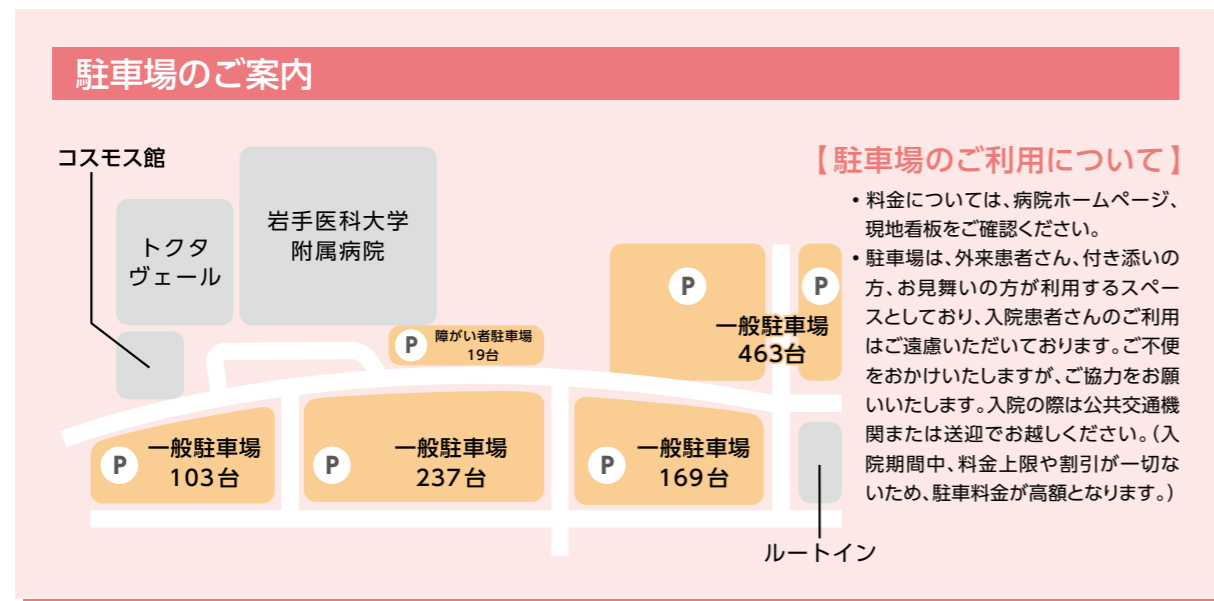 駐車場のご案内
コスモス館
トクタ
ヴェール
岩手医科大学
附属病院
P
障がい者駐車場
19台
P
P
一般駐車場
463台
P
一般駐車場
103台
P
一般駐車場
237台
P
一般駐車場
169台
ルートイン
【駐車場のご利用について】
・料金については、病院ホームページ、
現地看板をご確認ください。
・駐車場は、外来患者さん、付き添いの
方、お見舞いの方が利用するスペー
スとしており、入院患者さんのご利用
はご遠慮いただいております。ご不便
をおかけいたしますが、ご協力をお願
いいたします。入院の際は公共交通機
関または送迎でお越しください。（入
院期間中、料金上限や割引が一切な
いため、駐車料金が高額となります。）